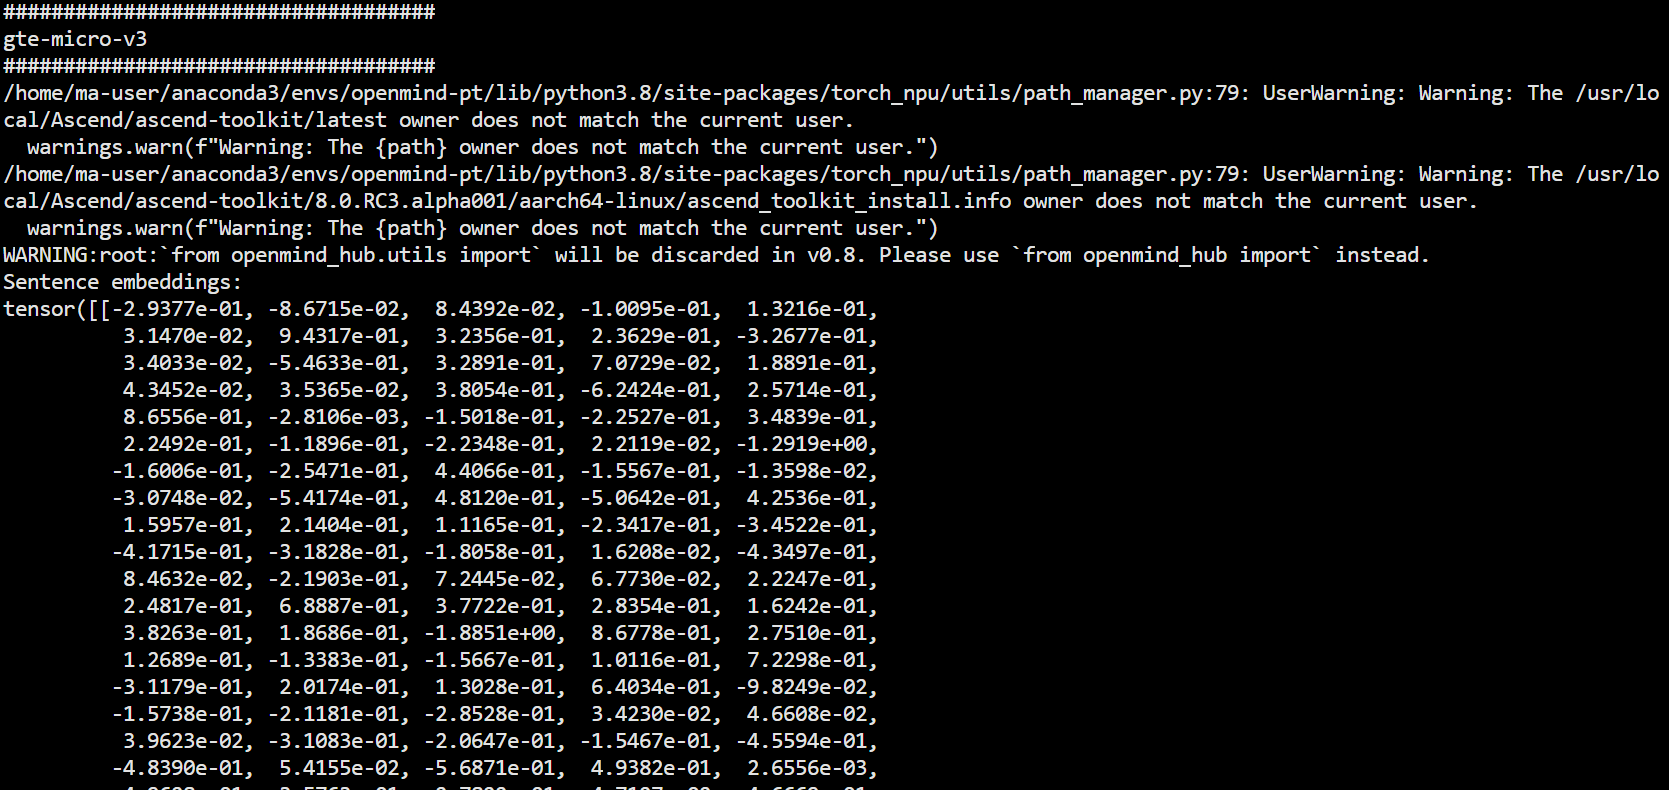 ####################################
gte-micro-v3
####################################
/home/ma-user/anaconda3/envs/openmind-pt/lib/python3.8/site-packages/torch_npu/utils/path_manager.py:79: UserWarning: Warning: The /usr/lo
cal/Ascend/ascend-toolkit/latest owner does not match the current user.
  warnings.warn(f"Warning: The {path} owner does not match the current user.")
/home/ma-user/anaconda3/envs/openmind-pt/lib/python3.8/site-packages/torch_npu/utils/path_manager.py:79: UserWarning: Warning: The /usr/lo
cal/Ascend/ascend-toolkit/8.0.RC3.alpha001/aarch64-linux/ascend_toolkit_install.info owner does not match the current user.
  warnings.warn(f"Warning: The {path} owner does not match the current user.")
WARNING:root:`from openmind_hub.utils import` will be discarded in v0.8. Please use `from openmind_hub import` instead.
Sentence embeddings:
tensor([[-2.9377e-01, -8.6715e-02,  8.4392e-02, -1.0095e-01,  1.3216e-01,
          3.1470e-02,  9.4317e-01,  3.2356e-01,  2.3629e-01, -3.2677e-01,
          3.4033e-02, -5.4633e-01,  3.2891e-01,  7.0729e-02,  1.8891e-01,
          4.3452e-02,  3.5365e-02,  3.8054e-01, -6.2424e-01,  2.5714e-01,
          8.6556e-01, -2.8106e-03, -1.5018e-01, -2.2527e-01,  3.4839e-01,
          2.2492e-01, -1.1896e-01, -2.2348e-01,  2.2119e-02, -1.2919e+00,
         -1.6006e-01, -2.5471e-01,  4.4066e-01, -1.5567e-01, -1.3598e-02,
         -3.0748e-02, -5.4174e-01,  4.8120e-01, -5.0642e-01,  4.2536e-01,
          1.5957e-01,  2.1404e-01,  1.1165e-01, -2.3417e-01, -3.4522e-01,
         -4.1715e-01, -3.1828e-01, -1.8058e-01,  1.6208e-02, -4.3497e-01,
          8.4632e-02, -2.1903e-01,  7.2445e-02,  6.7730e-02,  2.2247e-01,
          2.4817e-01,  6.8887e-01,  3.7722e-01,  2.8354e-01,  1.6242e-01,
          3.8263e-01,  1.8686e-01, -1.8851e+00,  8.6778e-01,  2.7510e-01,
          1.2689e-01, -1.3383e-01, -1.5667e-01,  1.0116e-01,  7.2298e-01,
         -3.1179e-01,  2.0174e-01,  1.3028e-01,  6.4034e-01, -9.8249e-02,
         -1.5738e-01, -2.1181e-01, -2.8528e-01,  3.4230e-02,  4.6608e-02,
          3.9623e-02, -3.1083e-01, -2.0647e-01, -1.5467e-01, -4.5594e-01,
         -4.8390e-01,  5.4155e-02, -5.6871e-01,  4.9382e-01,  2.6556e-03,